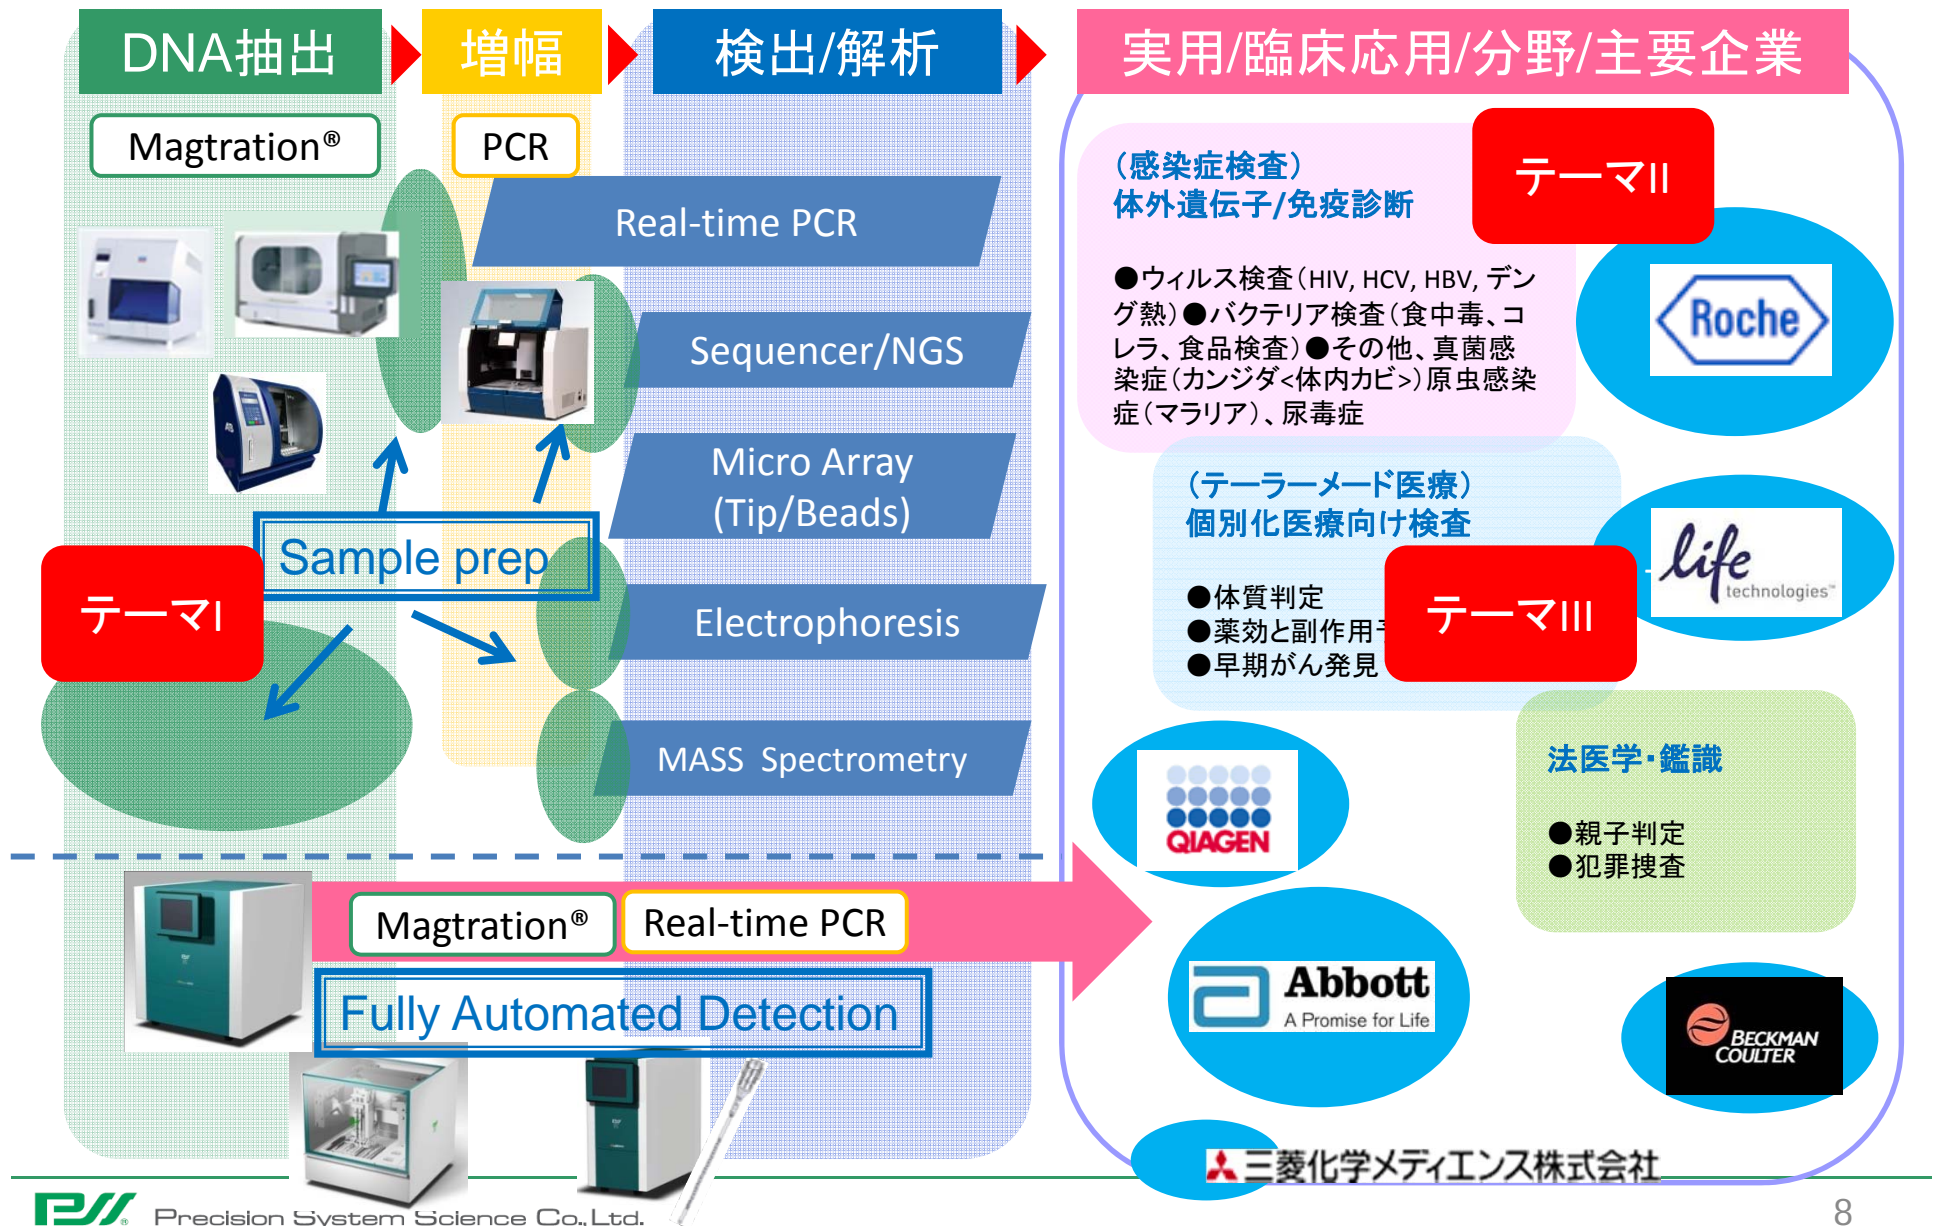 DNA抽出
増幅
検出/解析
実用/臨床応用/分野/主要企業
Magtration®
PCR
Real-time PCR
Sequencer/NGS
Micro Array
(Tip/Beads)
Electrophoresis
MASS Spectrometry
Sample prep
テーマI
(感染症検査)
体外遺伝子/免疫診断
テーマII
●ウィルス検査(HIV, HCV, HBV, デン
グ熱)●バクテリア検査(食中毒、コ
レラ、食品検査)●その他、真菌感
染症(カンジダ<体内カビ>)原虫感染
症(マラリア)、尿毒症
Roche
(テーラーメード医療)
個別化医療向け検査
●体質判定
●薬効と副作用
●早期がん発見
テーマIII
life
technologies™
QIAGEN
法医学・鑑識
●親子判定
●犯罪捜査
Magtration®
Real-time PCR
Fully Automated Detection
Abbott
A Promise for Life
BECKMAN
COULTER
三菱化学メディエンス株式会社
PSS® Precision System Science Co.,Ltd.
8